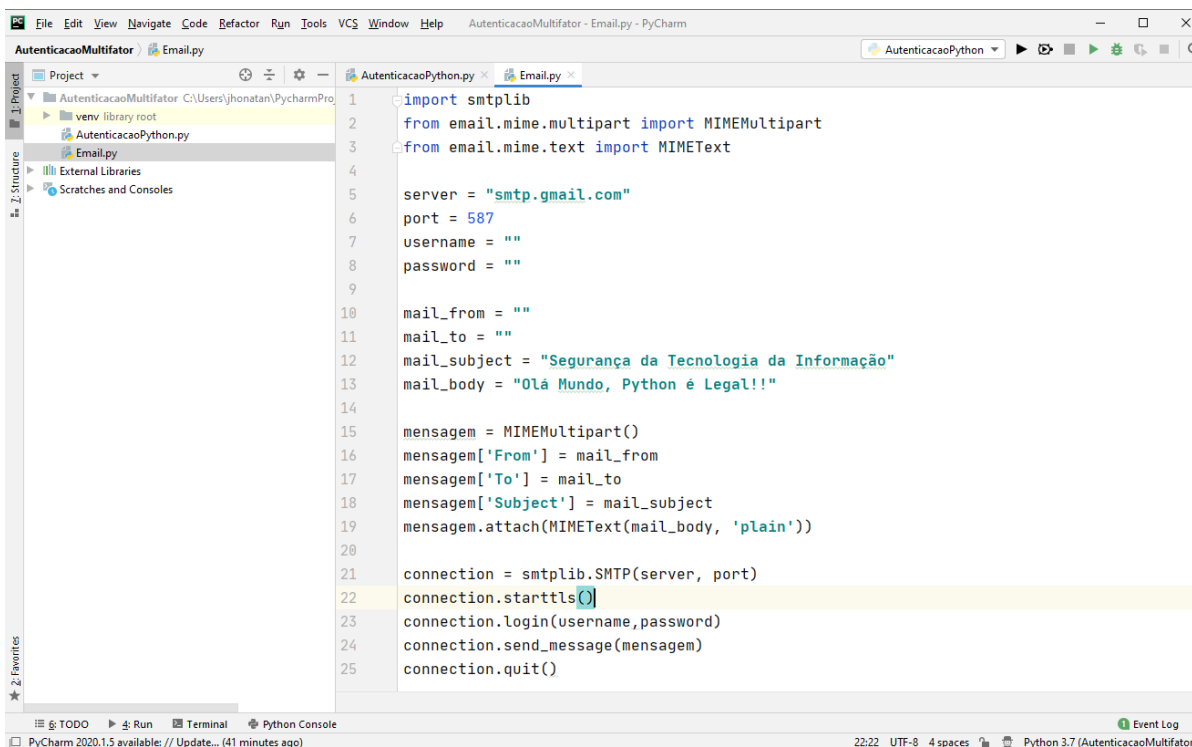 PC File Edit View Navigate Code Refactor Run Tools VCS Window Help AutenticacaoMultifator - Email.py - PyCharm
AutenticacaoMultifator Email.py AutenticacaoPython
1: Project
Project
AutenticacaoPython.py Email.py
AutenticacaoMultifator C:\Users\jhonatan\PycharmPro
venv library root
AutenticacaoPython.py
Email.py
External Libraries
Scratches and Consoles
Z: Structure
1 import smtplib
2 from email.mime.multipart import MIMEMultipart
3 from email.mime.text import MIMEText
4
5 server = "smtp.gmail.com"
6 port = 587
7 username = ""
8 password = ""
9
10 mail_from = ""
11 mail_to = ""
12 mail_subject = "Segurança da Tecnologia da Informação"
13 mail_body = "Olá Mundo, Python é Legal!!"
14
15 mensagem = MIMEMultipart()
16 mensagem['From'] = mail_from
17 mensagem['To'] = mail_to
18 mensagem['Subject'] = mail_subject
19 mensagem.attach(MIMEText(mail_body, 'plain'))
20
21 connection = smtplib.SMTP(server, port)
22 connection.starttls()
23 connection.login(username,password)
24 connection.send_message(mensagem)
25 connection.quit()
2: Favorites
6: TODO 4: Run Terminal Python Console 1 Event Log
PyCharm 2020.1.5 available: // Update... (41 minutes ago) 22:22 UTF-8 4 spaces Python 3.7 (AutenticacaoMultifator